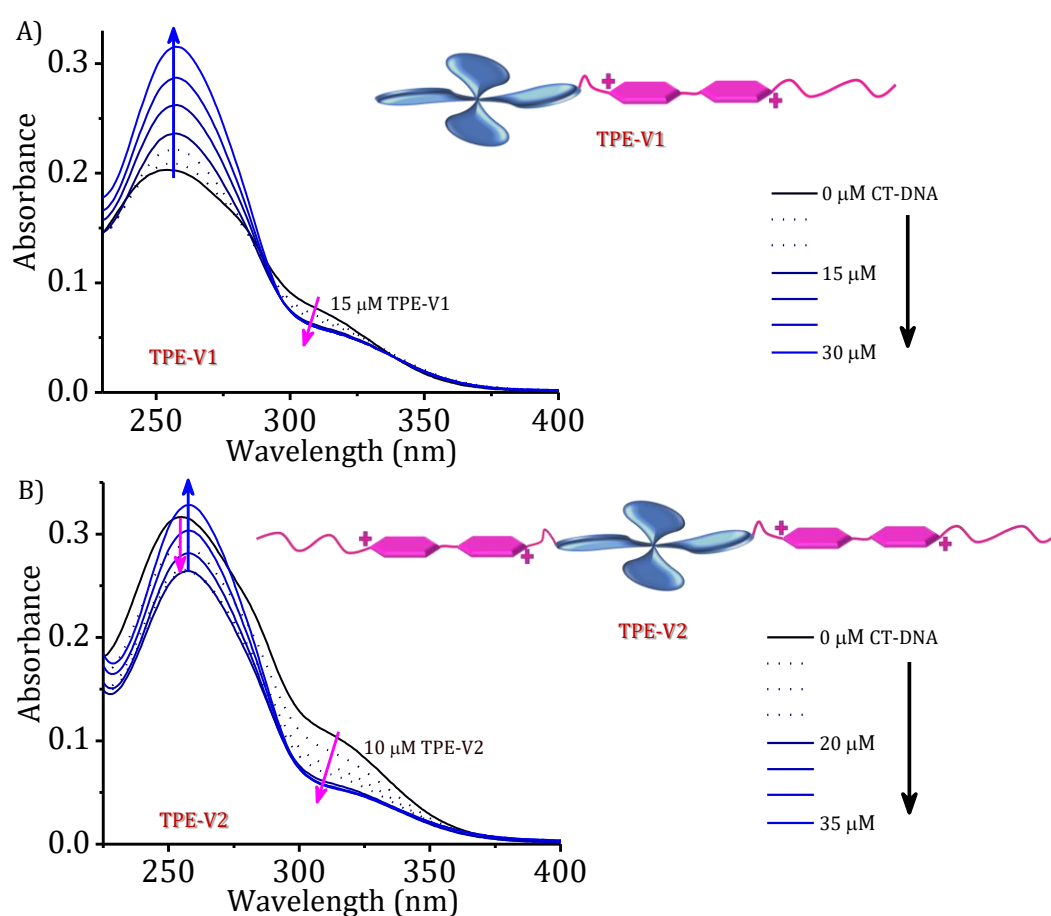 A)
0.3
0.2
0.1
0.0
Absorbance
250
300
350
400
Wavelength (nm)
TPE-V1
15 μM TPE-V1
TPE-V1
0 μM CT-DNA
15 μM
30 μM
B)
0.3
0.2
0.1
0.0
Absorbance
250
300
350
400
Wavelength (nm)
TPE-V2
10 μM TPE-V2
TPE-V2
0 μM CT-DNA
20 μM
35 μM